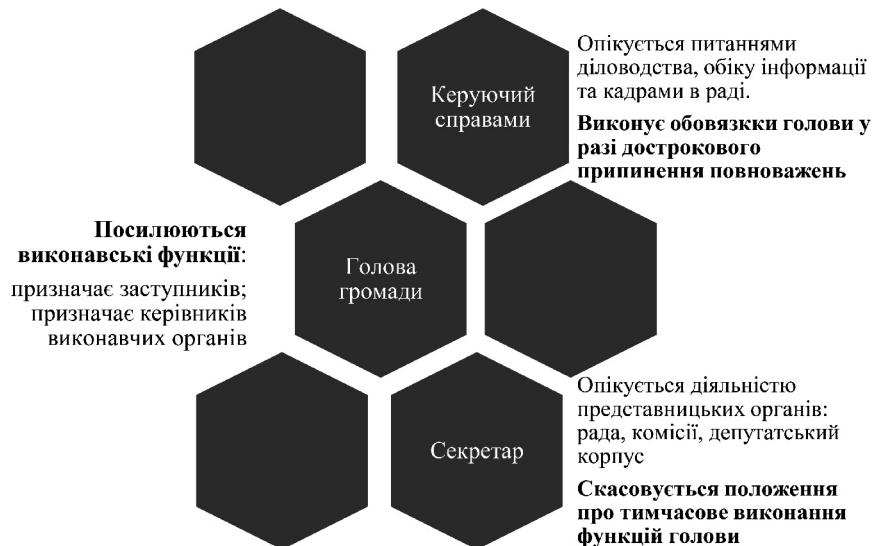 Керуючий
справами
Опікується питаннями
діловодства, обіку інформації
та кадрами в раді.
Виконує обовязкки голови у
разі дострокового
припинення повноважень
Посилюються
виконавські функції:
призначає заступників;
призначає керівників
виконавчих органів
Голова
громади
Секретар
Опікується діяльністю
представницьких органів:
рада, комісії, депутатський
корпус
Скасовується положення
про тимчасове виконання
функцій голови